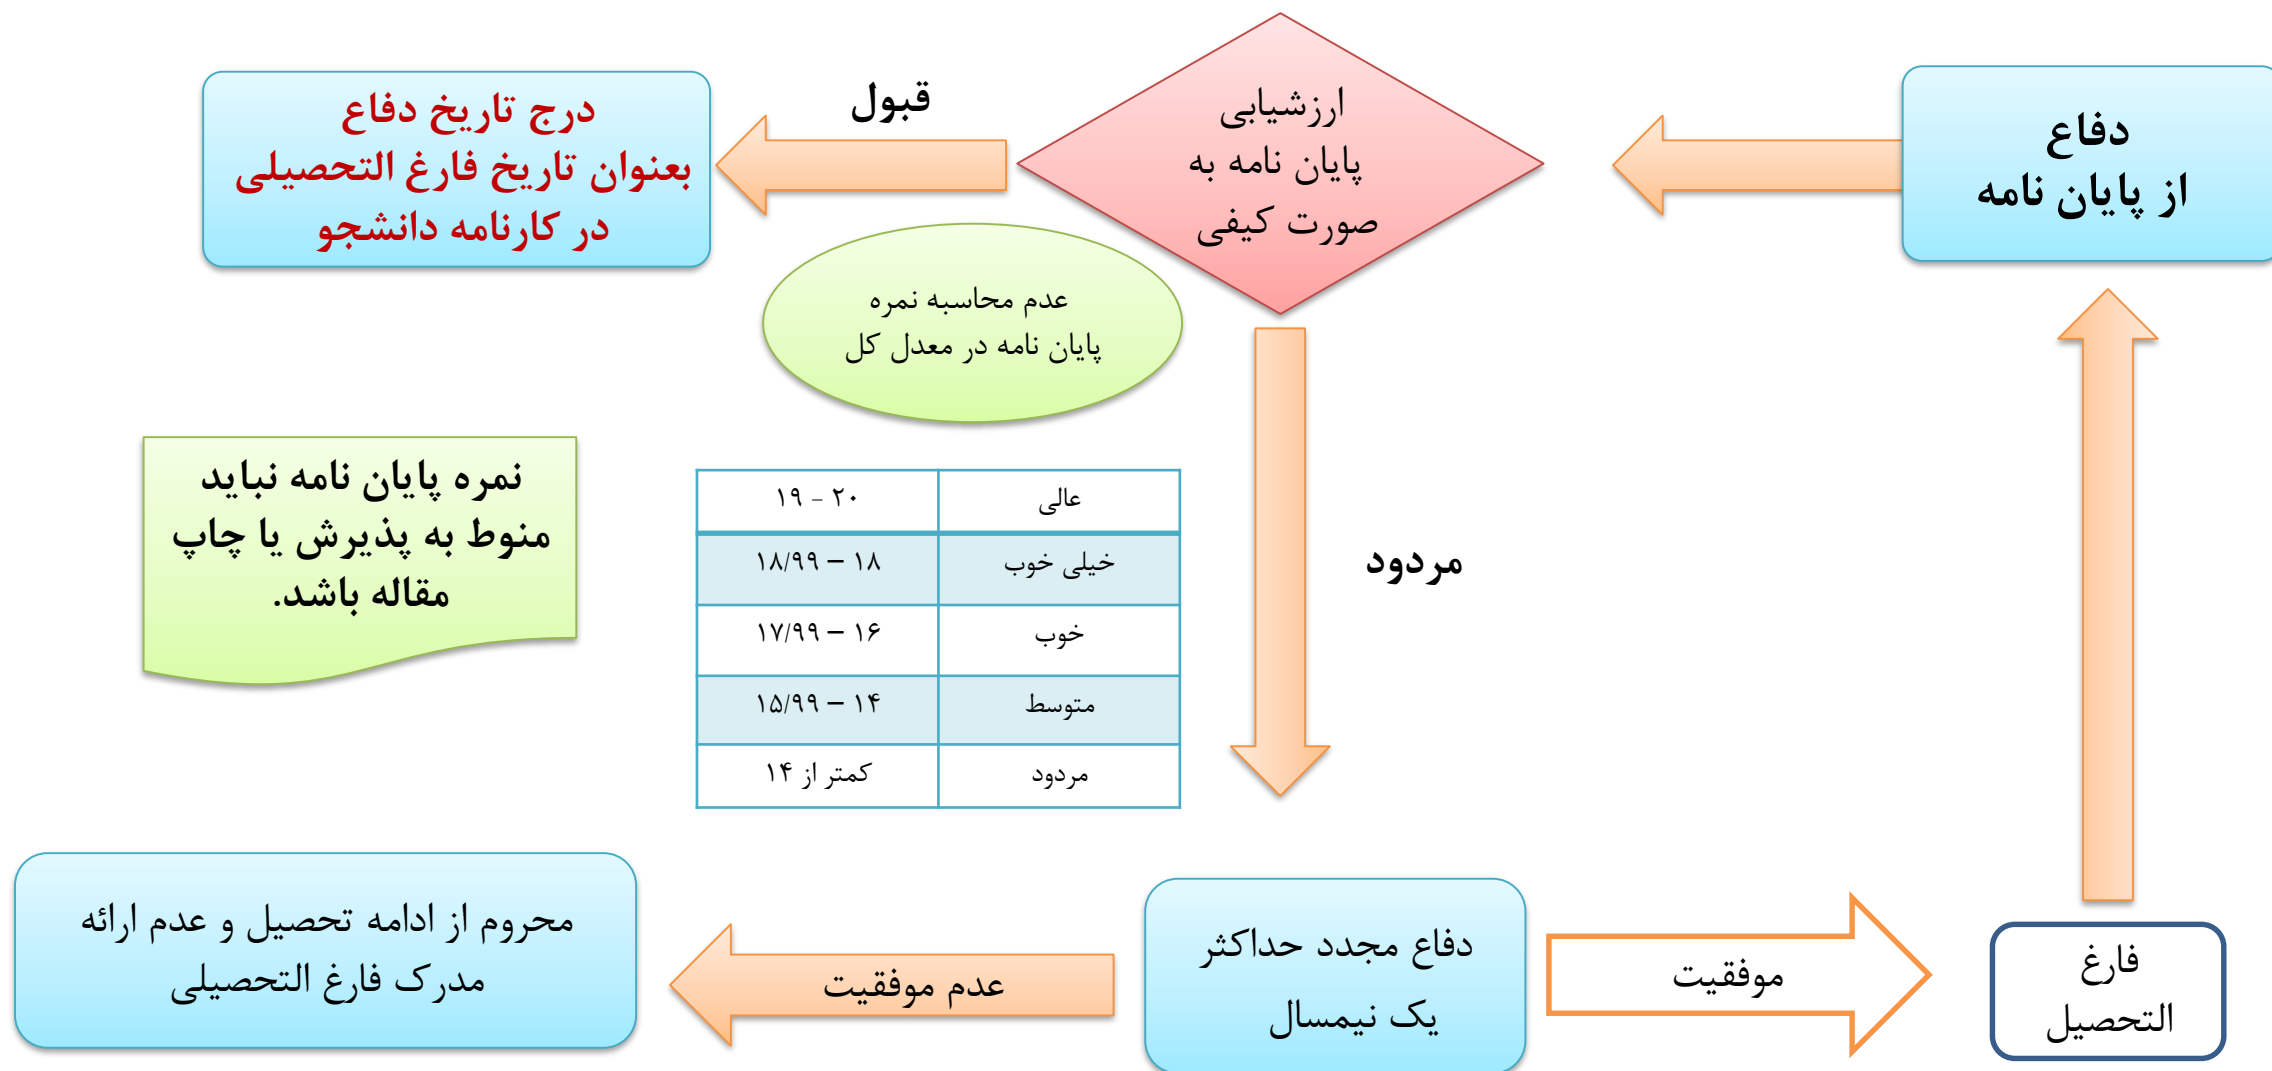 دفاع
از پایان نامه
ارزشیابی
پایان نامه به
صورت کیفی
قبول
درج تاریخ دفاع
بعنوان تاریخ فارغ التحصیلی
در کارنامه دانشجو
عدم محاسبه نمره
پایان نامه در معدل کل
نمره پایان نامه نباید
منوط به پذیرش یا چاپ
مقاله باشد.
عالی ۲۰ - ۱۹
خیلی خوب ۱۸ – ۱۸/۹۹
خوب ۱۶ – ۱۷/۹۹
متوسط ۱۴ – ۱۵/۹۹
مردود کمتر از ۱۴
مردود
دفاع مجدد حداکثر
یک نیمسال
موفقیت
فارغ
التحصیل
عدم موفقیت
محروم از ادامه تحصیل و عدم ارائه
مدرک فارغ التحصیلی